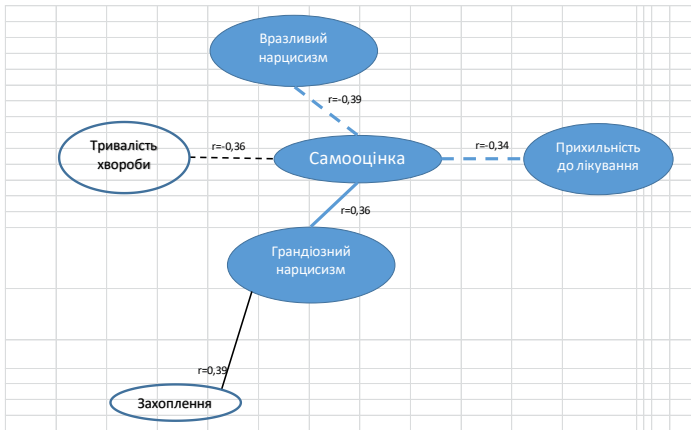 Вразливий
нарцисизм
r=-0,39
Тривалість
хвороби
r=-0,36
Самооцінка
r=-0,34
Прихильність
до лікування
r=0,36
Грандіозний
нарцисизм
r=0,39
Захоплення